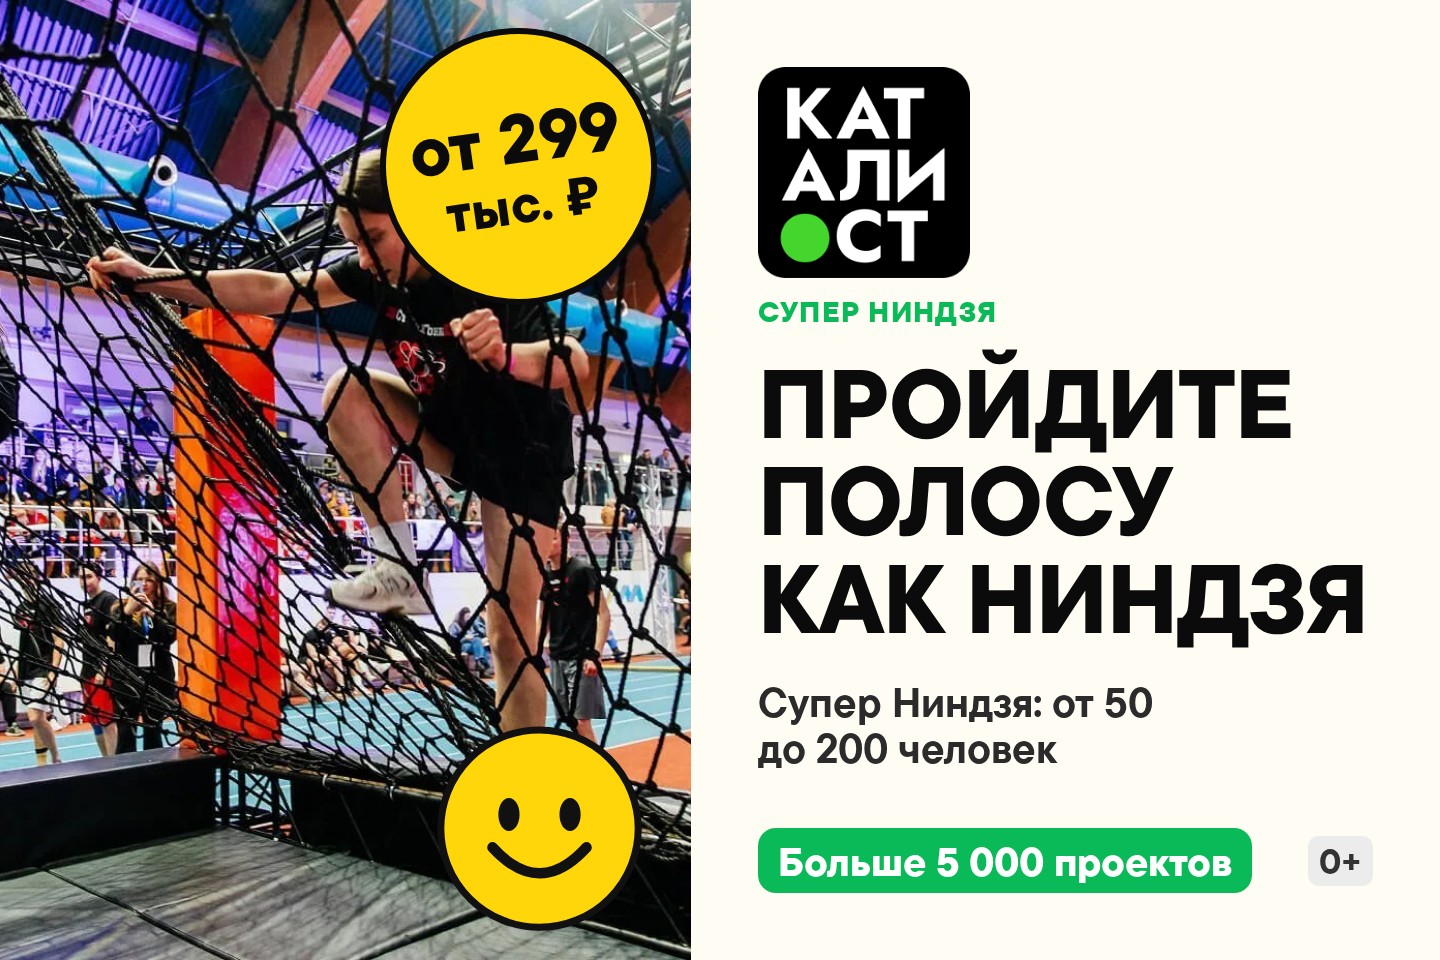 от 299
тыс. ₽
КАТ
АЛИ
СТ
СУПЕР НИНДЗЯ
ПРОЙДИТЕ
ПОЛОСУ
КАК НИНДЗЯ
Супер Ниндзя: от 50
до 200 человек
Больше 5 000 проектов
0+